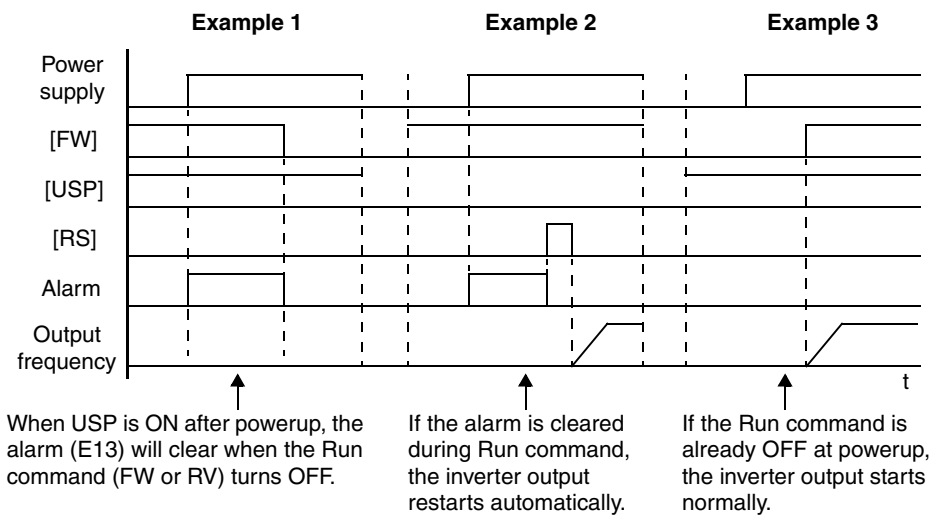 Example 1
Example 2
Example 3
Power
supply
[FW]
[USP]
[RS]
Alarm
Output
frequency
t
When USP is ON after powerup, the
alarm (E13) will clear when the Run
command (FW or RV) turns OFF.
If the alarm is cleared
during Run command,
the inverter output
restarts automatically.
If the Run command is
already OFF at powerup,
the inverter output starts
normally.